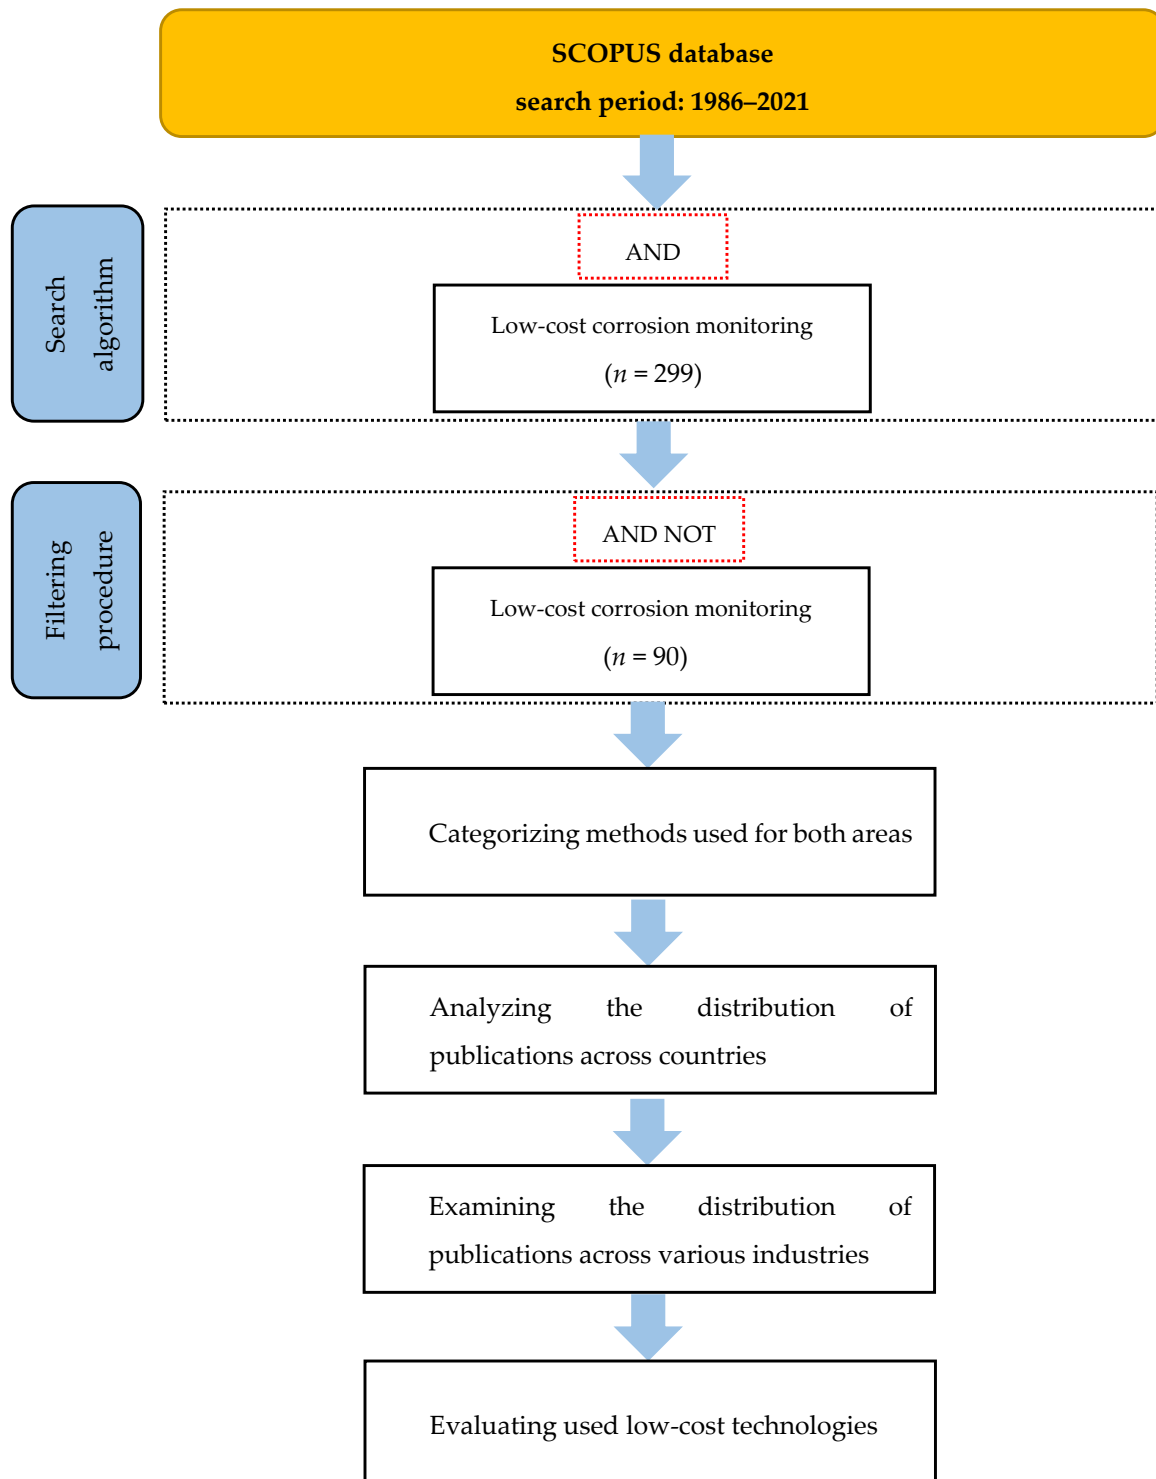 SCOPUS database
search period: 1986–2021
Search
algorithm
AND
Low-cost corrosion monitoring
(n = 299)
Filtering
procedure
AND NOT
Low-cost corrosion monitoring
(n = 90)
Categorizing methods used for both areas
Analyzing the distribution of
publications across countries
Examining the distribution of
publications across various industries
Evaluating used low-cost technologies